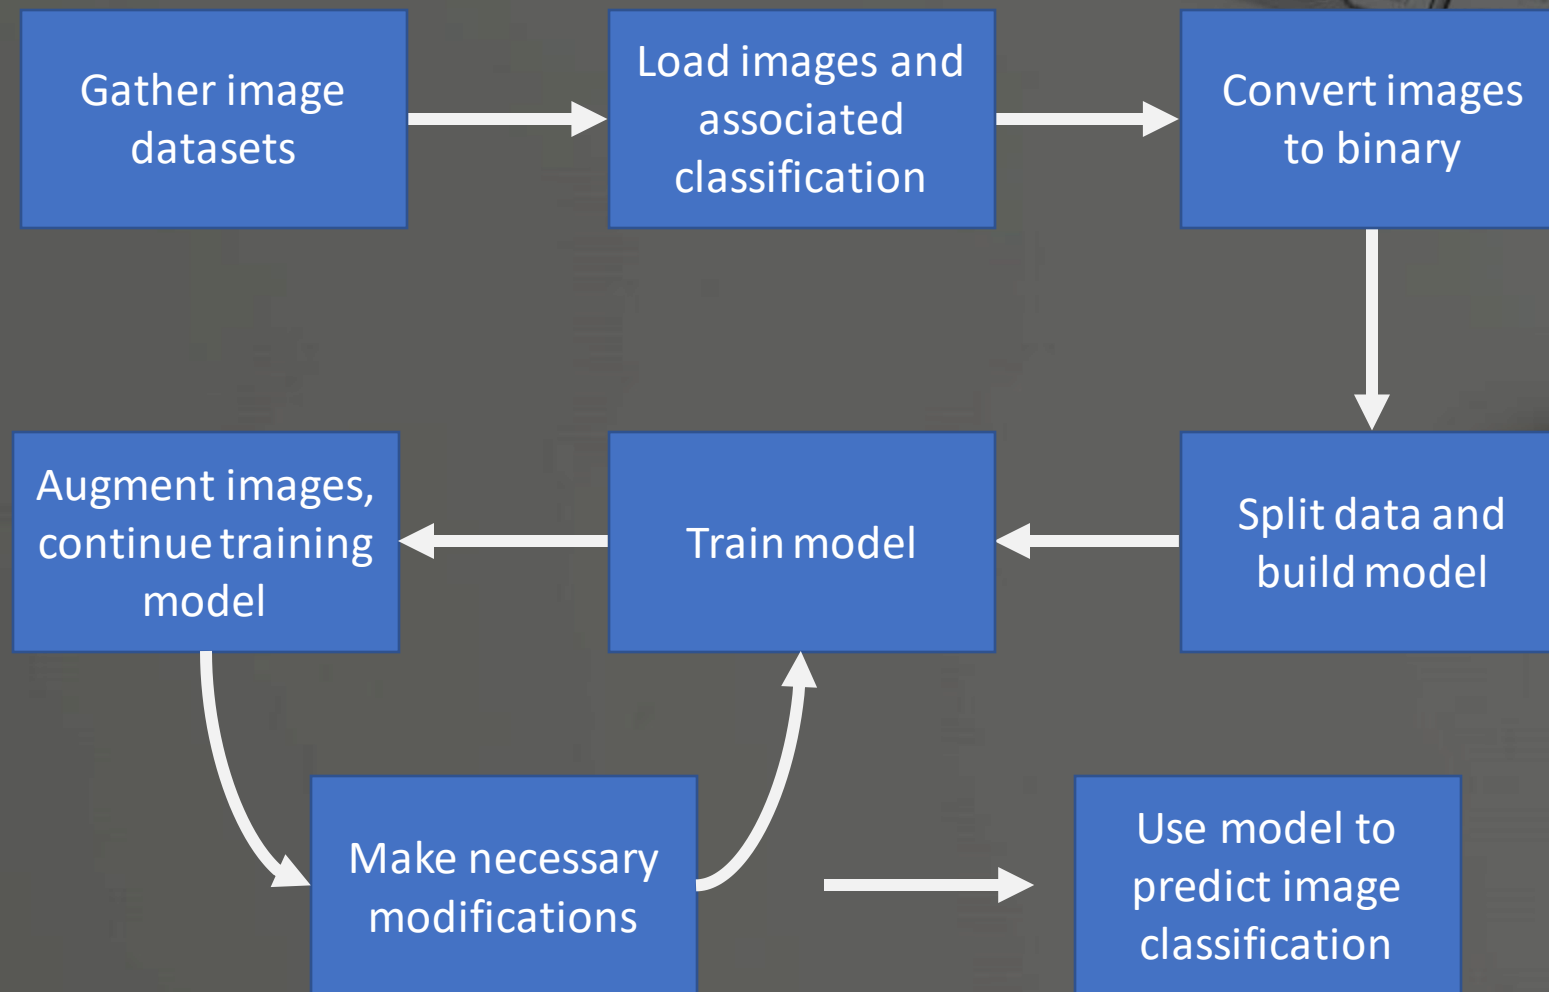 Gather image
datasets
Load images and
associated
classification
Convert images
to binary
Split data and
build model
Train model
Augment images,
continue training
model
Make necessary
modifications
Use model to
predict image
classification